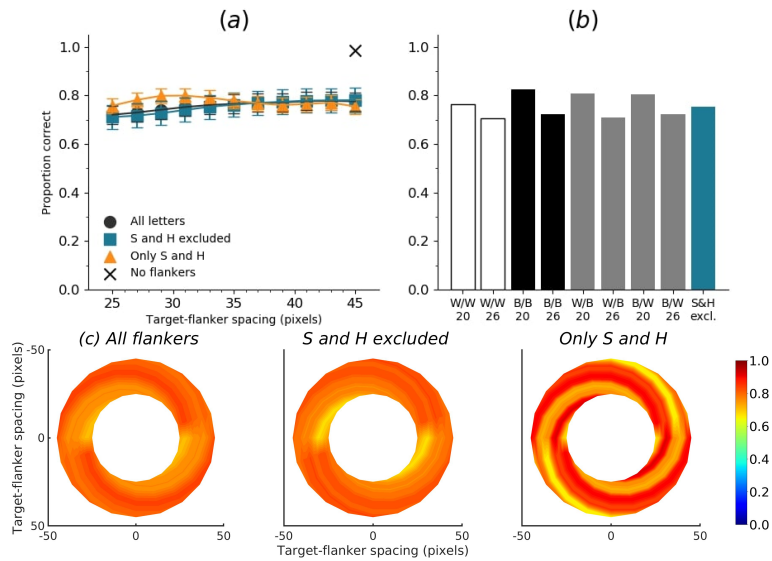 (a)
(b)
1.0
0.8
0.6
0.4
0.2
0.0
Proportion correct
All letters
S and H excluded
Only S and H
No flankers
25 30 35 40 45
Target-flanker spacing (pixels)
1.0
0.8
0.6
0.4
0.2
0.0
W/W W/W B/B B/B W/B W/B B/W B/W S&H
20 26 20 26 20 26 20 26 excl.
(c) All flankers
S and H excluded
Only S and H
Target-flanker spacing (pixels)
-50
0
50
-50 0 50
-50 0 50
-50 0 50
Target-flanker spacing (pixels)
1.0
0.8
0.6
0.4
0.2
0.0